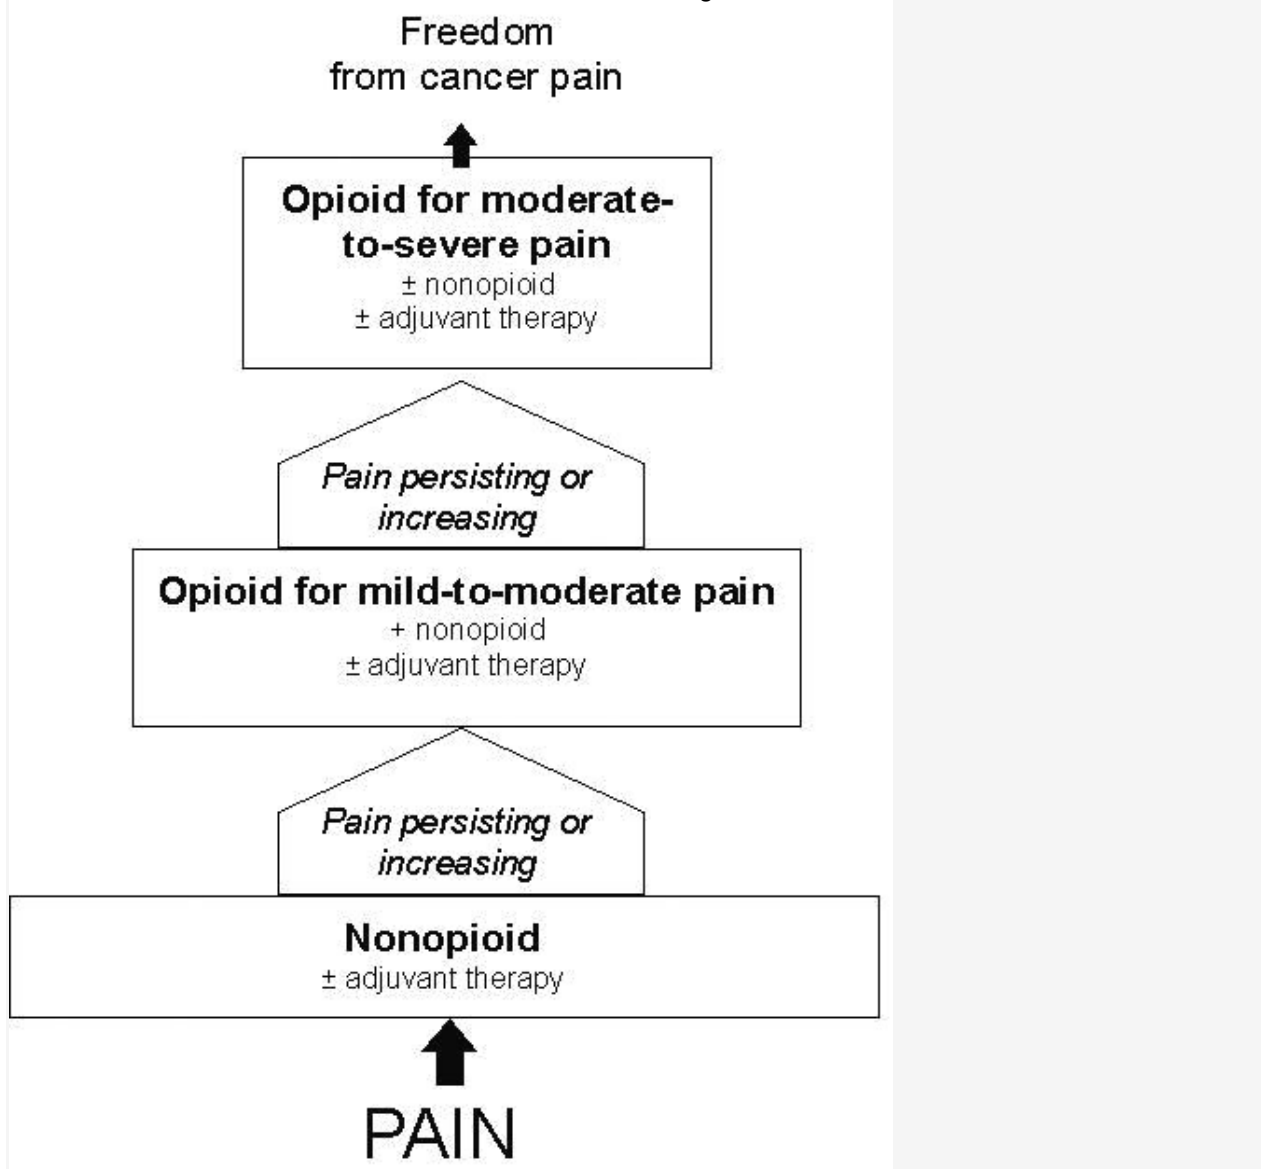 Freedom
from cancer pain
Opioid for moderate-
to-severe pain
± nonopioid
± adjuvant therapy
Pain persisting or
increasing
Opioid for mild-to-moderate pain
+ nonopioid
± adjuvant therapy
Pain persisting or
increasing
Nonopioid
± adjuvant therapy
PAIN